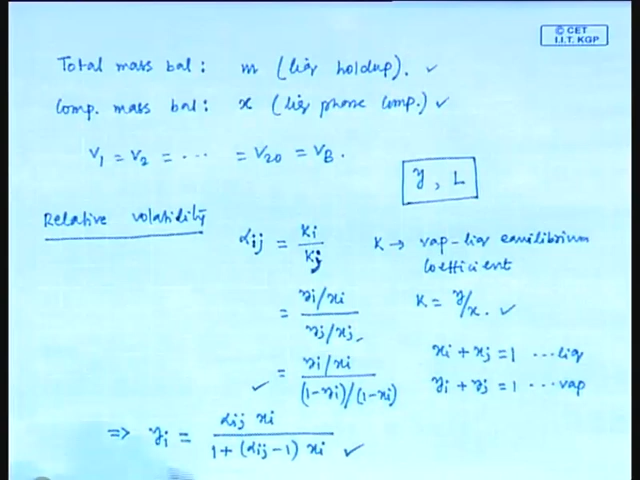 © CET
I.I.T. KGP
Total mass bal : m (liq holdup). ✓
Comp. mass bal : x (liq phase comp.) ✓
V₁ = V₂ = ... = V₂₀ = V_B.
y, L
Relative volatility
αij = Ki / Kj K → vap-liq equilibrium
coefficient
= (yi/xi) / (yj/xj) K = y/x. ✓
xi + xj = 1 ... liq
✓ = (yi/xi) / ((1-yi)/(1-xi)) yi + yj = 1 ... vap
⇒ yi = αij xi / (1 + (αij - 1) xi) ✓